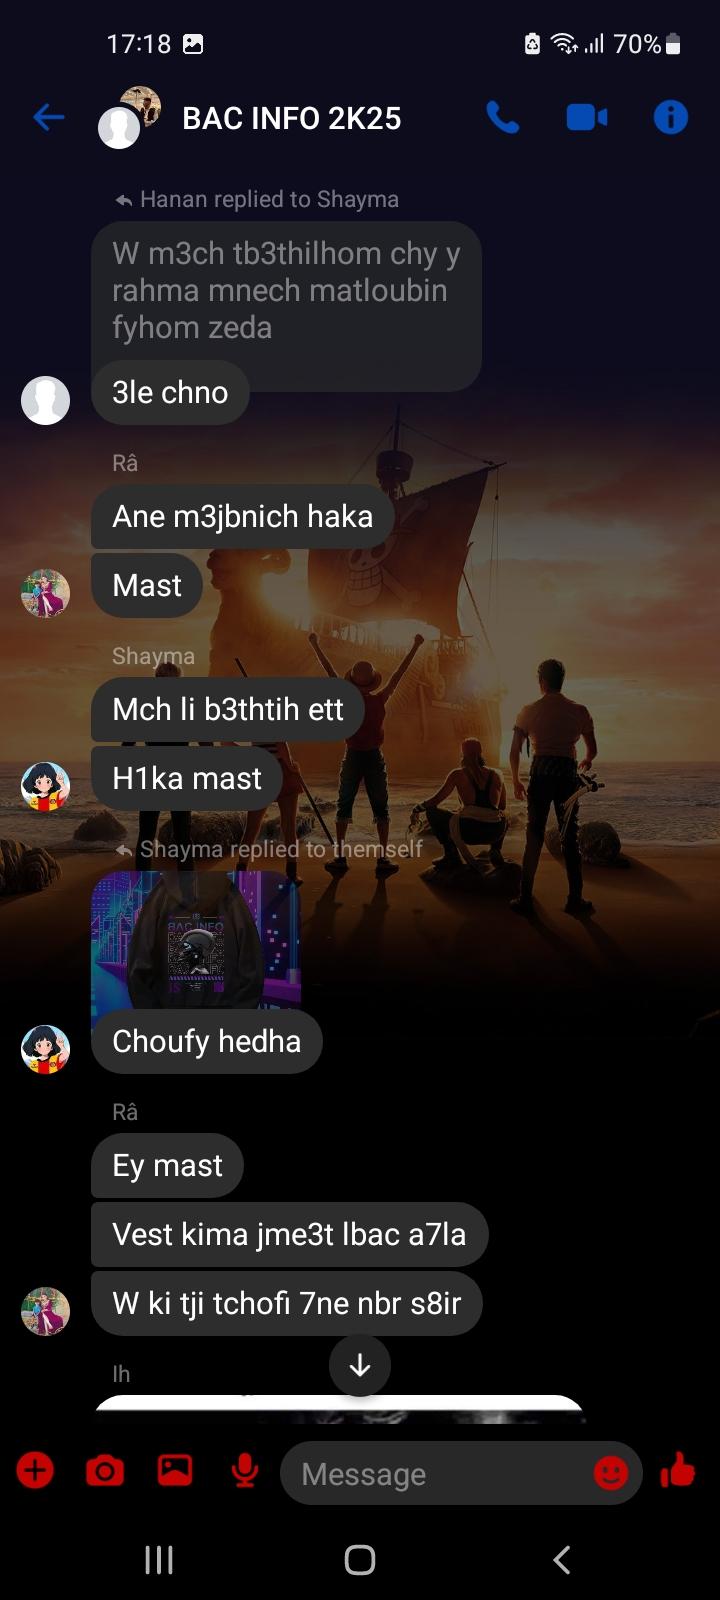 17:18
70%
BAC INFO 2K25
Hanan replied to Shayma
W m3ch tb3thilhom chy y
rahma mnech matloubin
fyhom zeda
3le chno
Râ
Ane m3jbnich haka
Mast
Shayma
Mch li b3thtih ett
H1ka mast
Shayma replied to themself
BAC INFO
Choufy hedha
Râ
Ey mast
Vest kima jme3t lbac a7la
W ki tji tchofi 7ne nbr s8ir
Ih
Message